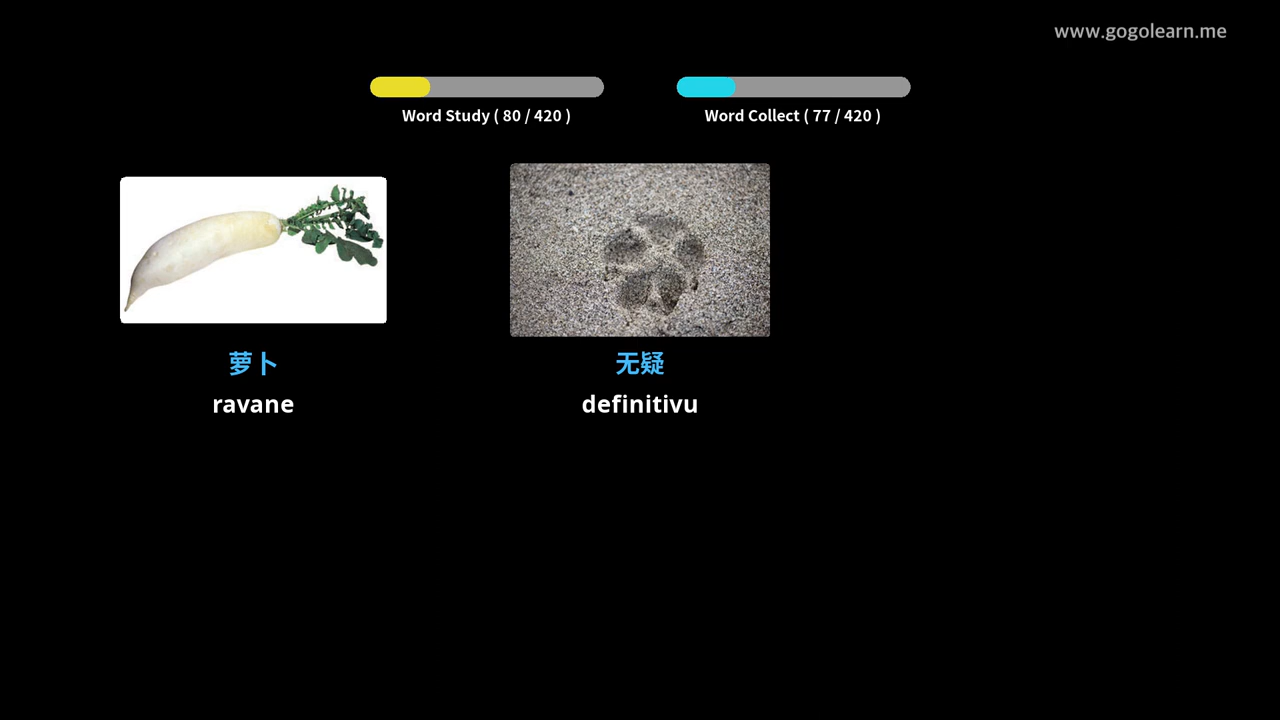 www.gogolearn.me
Word Study ( 80 / 420 )
Word Collect ( 77 / 420 )
萝卜
ravane
无疑
definitivu